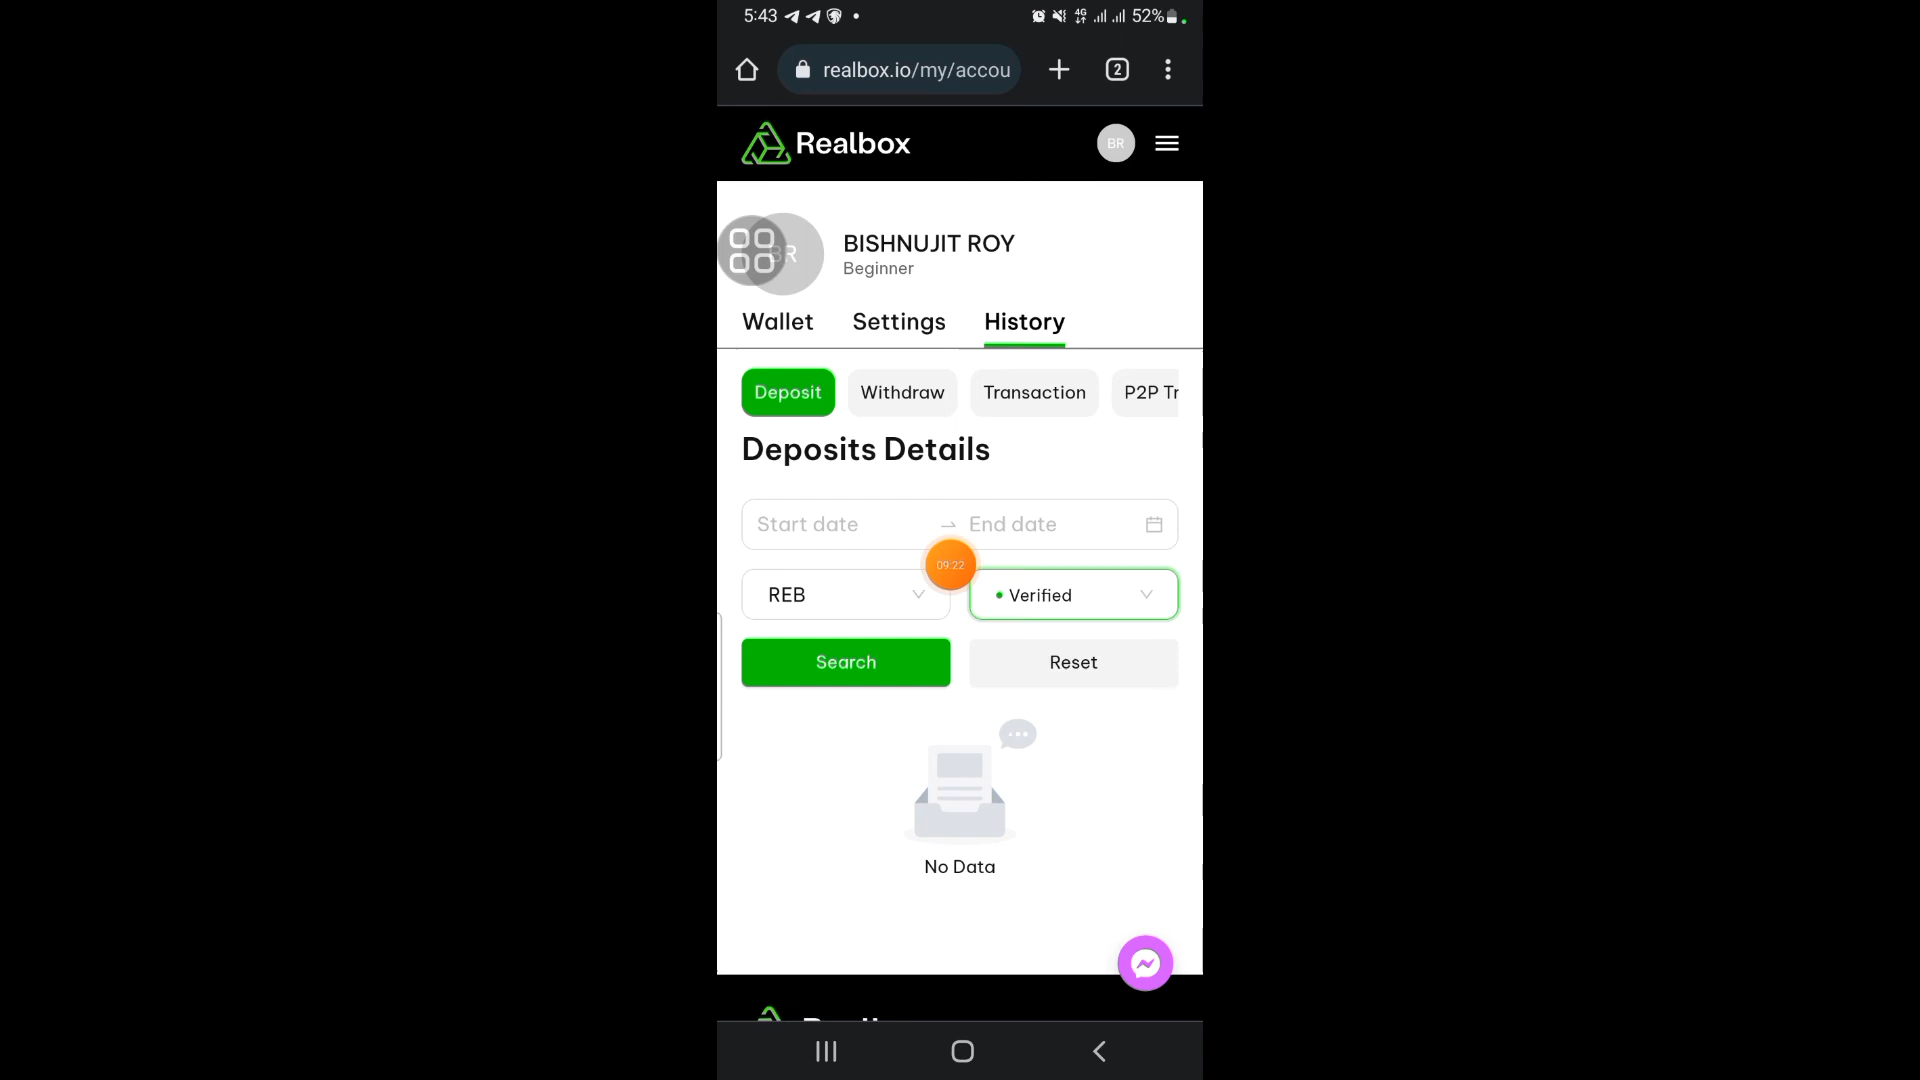 5:43
4G
52%
realbox.io/my/accou
2
Realbox
BR
BISHNUJIT ROY
Beginner
Wallet
Settings
History
Deposit
Withdraw
Transaction
P2P Tr
Deposits Details
Start date
End date
09:22
REB
Verified
Search
Reset
No Data